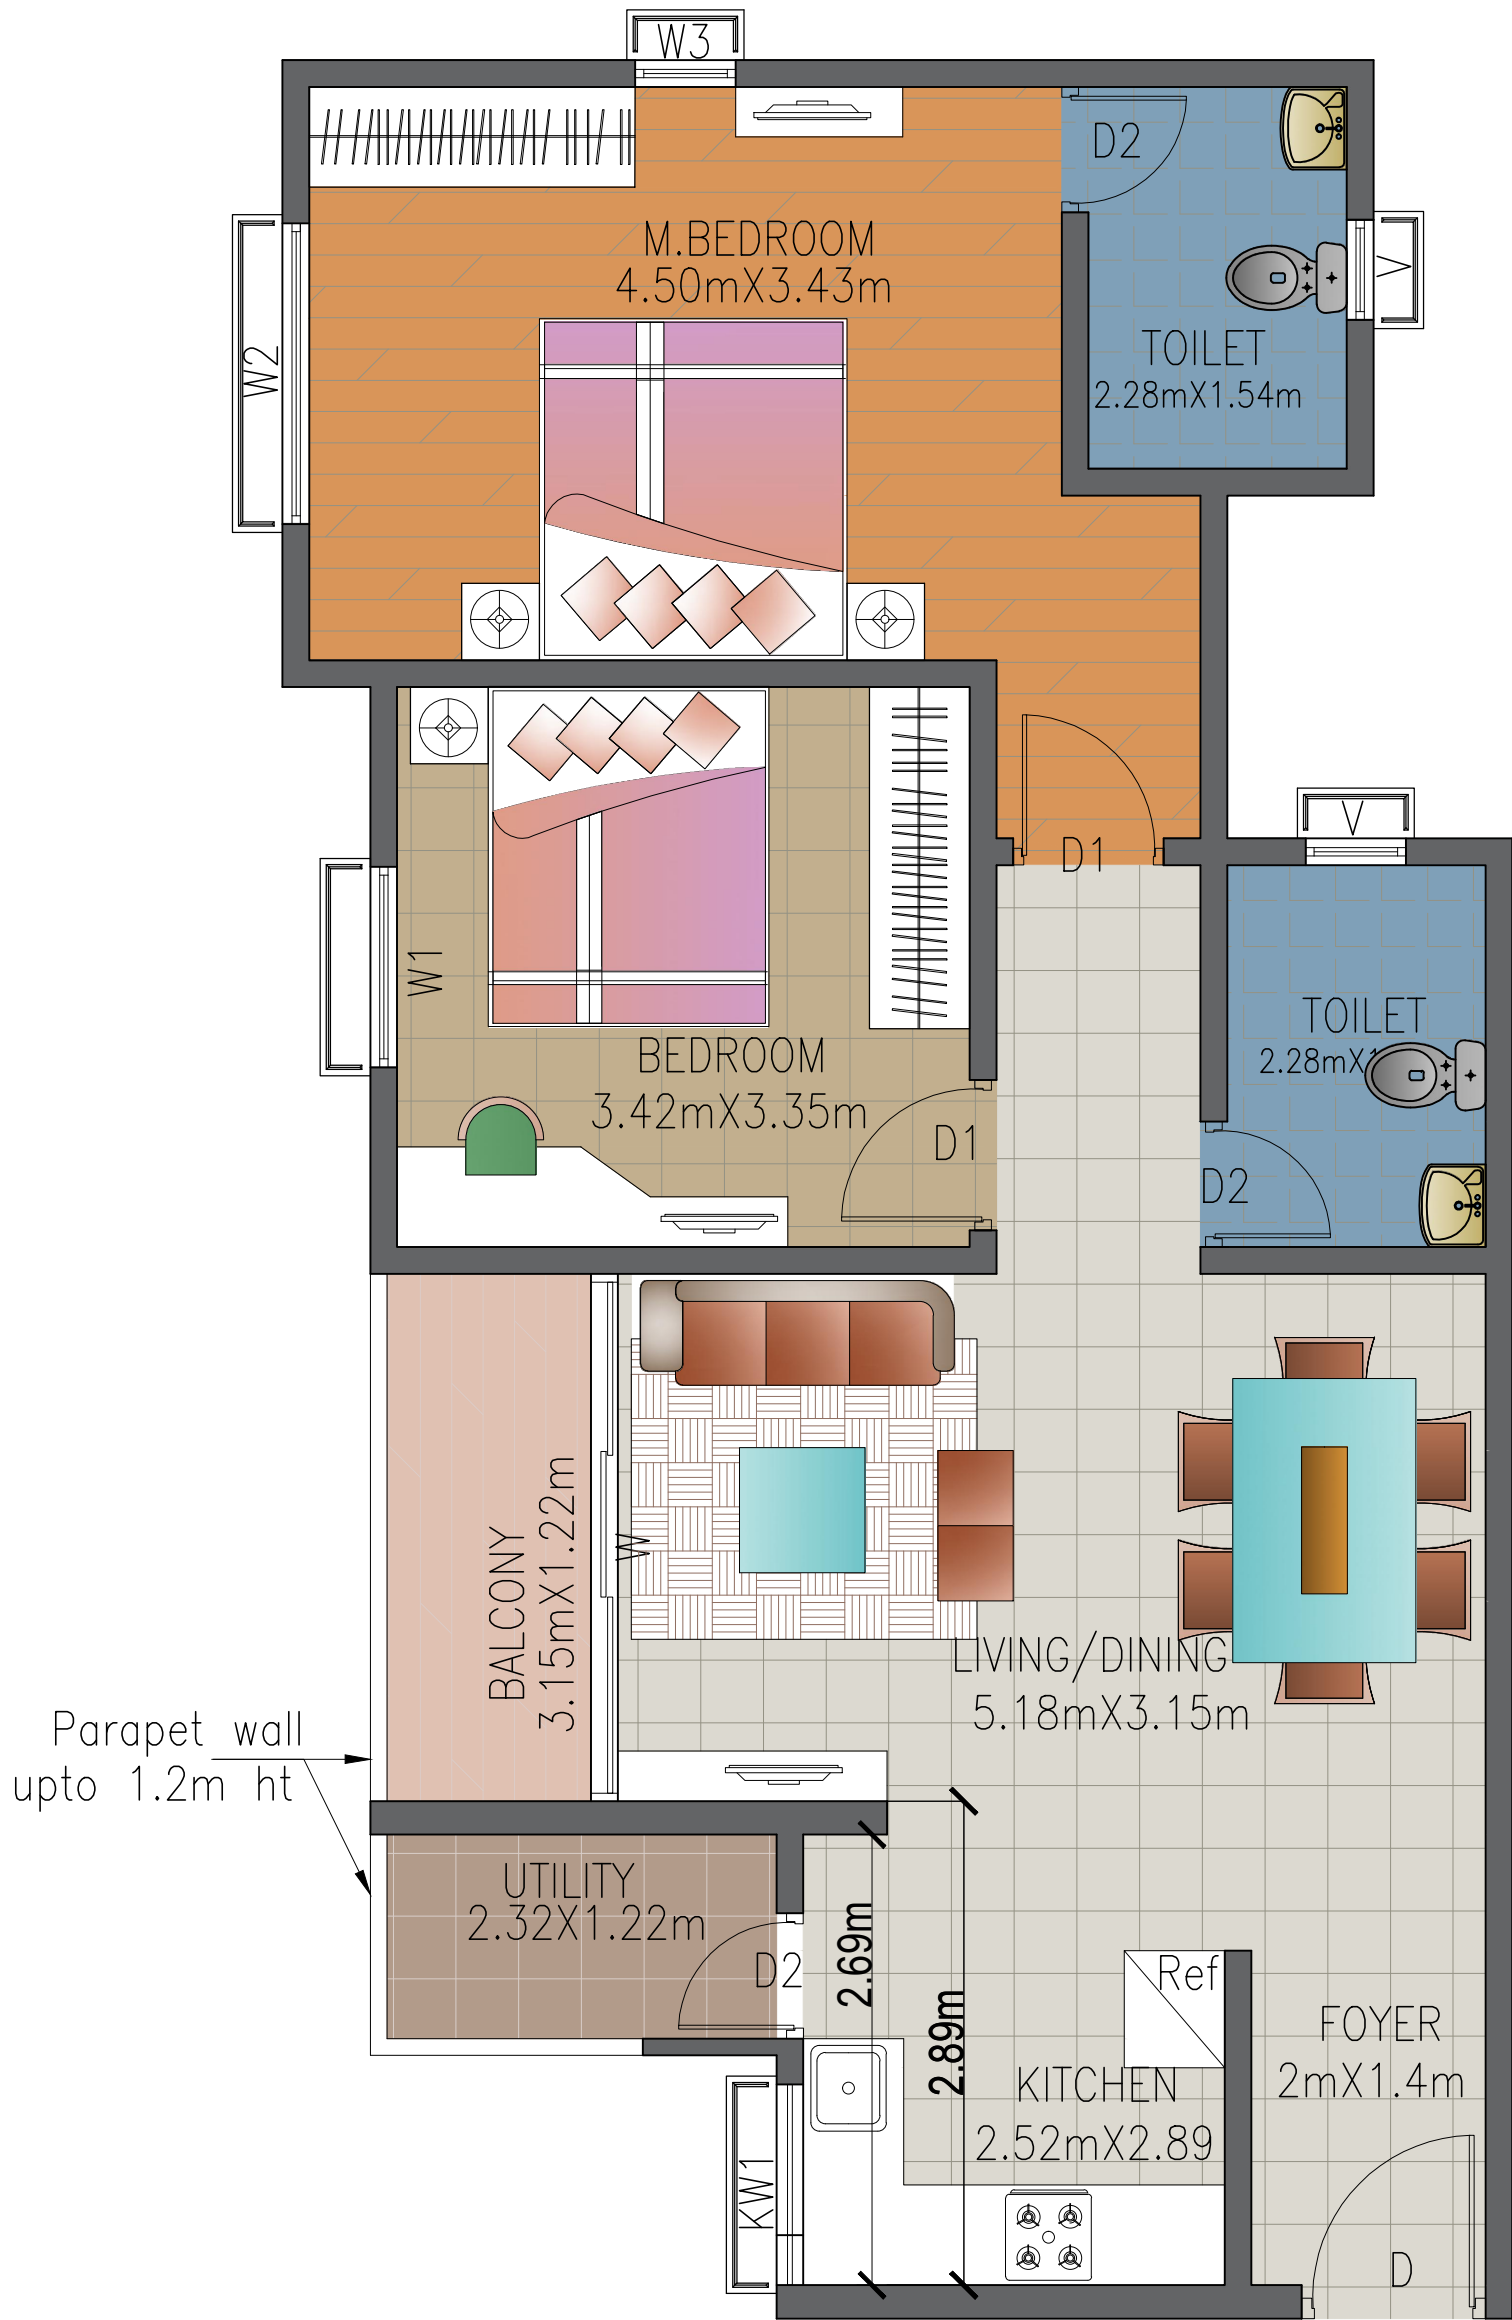 W3
D2
M.BEDROOM
4.50mX3.43m
V
W2
TOILET
2.28mX1.54m
V
D1
W1
TOILET
2.28mX1
BEDROOM
3.42mX3.35m
D1
D2
BALCONY
3.15mX1.22m
W
LIVING/DINING
5.18mX3.15m
Parapet wall
upto 1.2m ht
UTILITY
2.32X1.22m
D2
2.69m
2.89m
Ref
FOYER
2mX1.4m
KITCHEN
2.52mX2.89
KW1
D